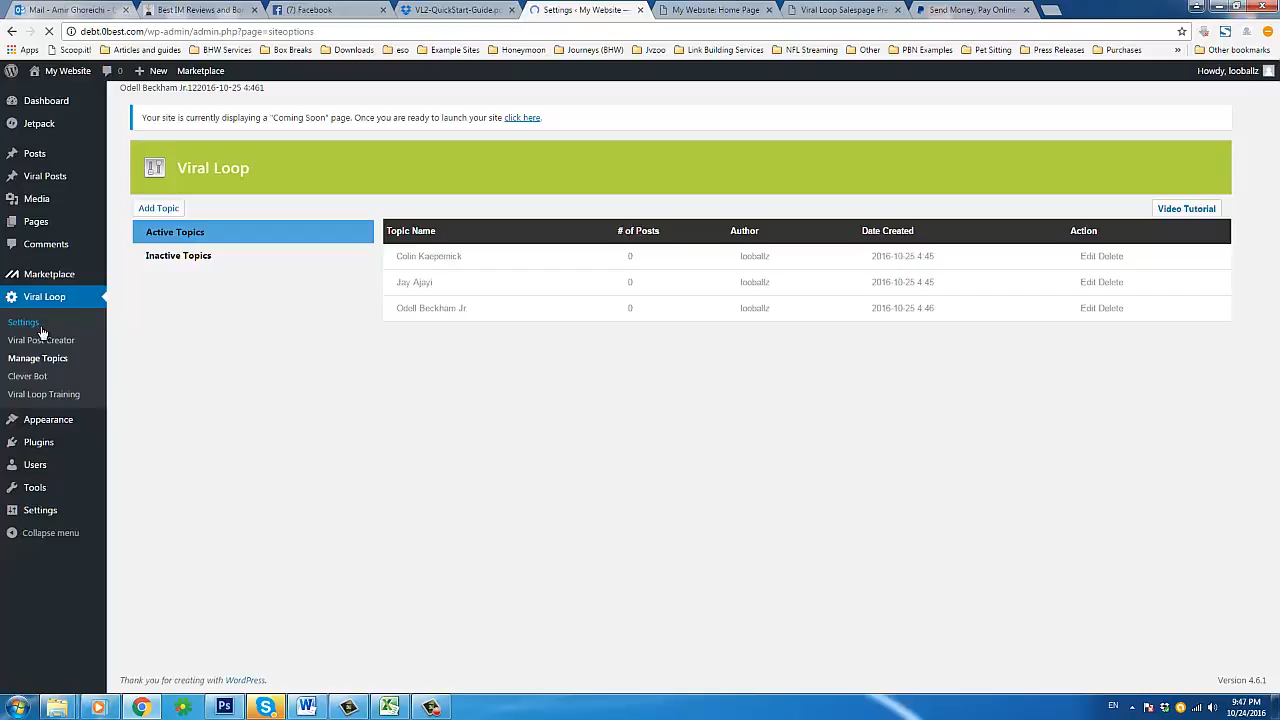 Mail - Amir Ghoreichi -
Best IM Reviews and Bo
(7) Facebook
VL2-QuickStart-Guide.p
Settings ‹ My Website —
My Website: Home Page
Viral Loop Salespage Pre
Send Money, Pay Online
debt.0best.com/wp-admin/admin.php?page=siteoptions
Apps
Scoop.it!
Articles and guides
BHW Services
Box Breaks
Downloads
eso
Example Sites
Honeymoon
Journeys (BHW)
Jvzoo
Link Building Services
NFL Streaming
Other
PBN Examples
Pet Sitting
Press Releases
Purchases
»
Other bookmarks
My Website
0
+ New
Marketplace
Howdy, looballz
Odell Beckham Jr.122016-10-25 4:461
Dashboard
Jetpack
Posts
Viral Posts
Media
Pages
Comments
Marketplace
Viral Loop
Settings
Viral Post Creator
Manage Topics
Clever Bot
Viral Loop Training
Appearance
Plugins
Users
Tools
Settings
Collapse menu
Your site is currently displaying a "Coming Soon" page. Once you are ready to launch your site click here.
Viral Loop
Add Topic
Video Tutorial
Active Topics
Inactive Topics
Topic Name # of Posts Author Date Created Action
Colin Kaepernick 0 looballz 2016-10-25 4:45 Edit Delete
Jay Ajayi 0 looballz 2016-10-25 4:45 Edit Delete
Odell Beckham Jr. 0 looballz 2016-10-25 4:46 Edit Delete
Thank you for creating with WordPress.
Version 4.6.1
Ps
EN
9:47 PM
10/24/2016